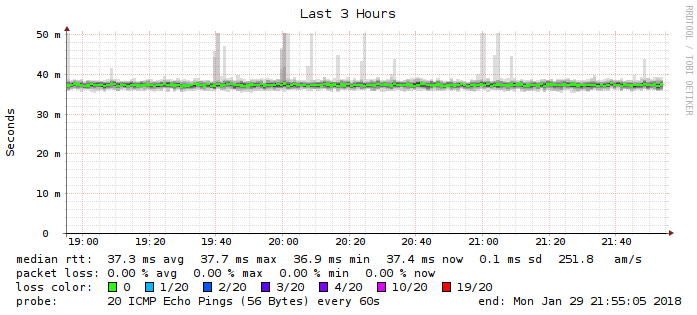 Last 3 Hours
RRDTOOL / TOBI OETIKER
Seconds
50 m
40 m
30 m
20 m
10 m
0
19:00 19:20 19:40 20:00 20:20 20:40 21:00 21:20 21:40
median rtt: 37.3 ms avg 37.7 ms max 36.9 ms min 37.4 ms now 0.1 ms sd 251.8 am/s
packet loss: 0.00 % avg 0.00 % max 0.00 % min 0.00 % now
loss color: 0 1/20 2/20 3/20 4/20 10/20 19/20
probe: 20 ICMP Echo Pings (56 Bytes) every 60s end: Mon Jan 29 21:55:05 2018